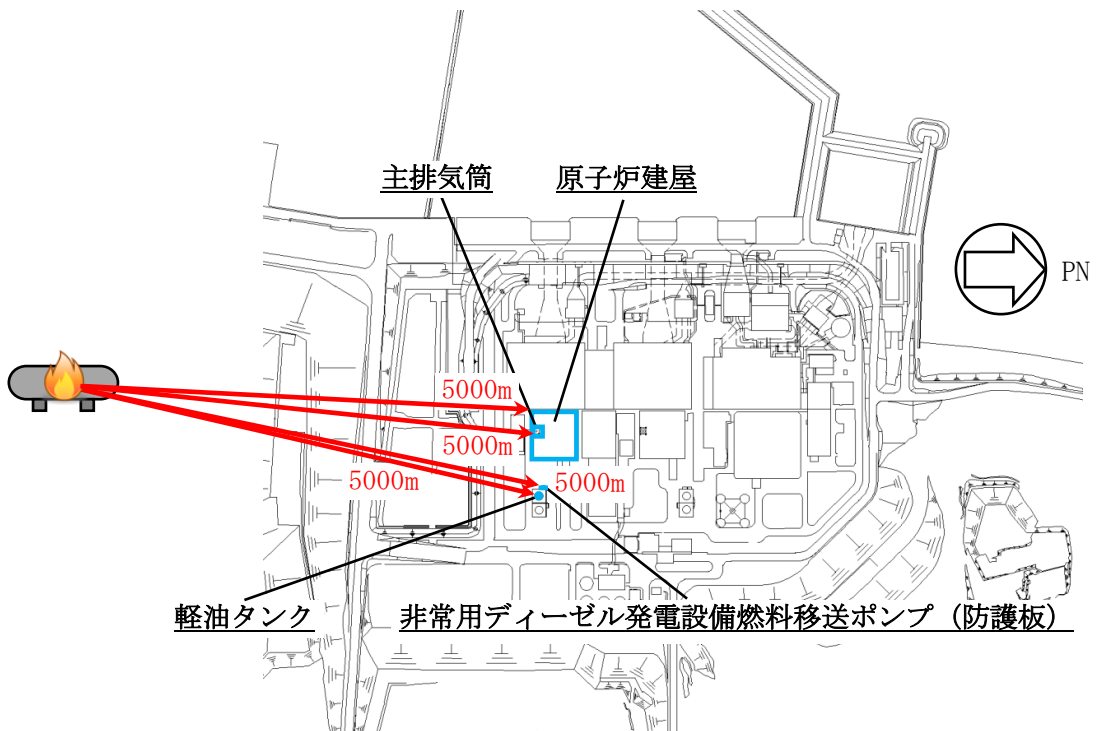 主排気筒
原子炉建屋
PN
5000m
5000m
5000m
5000m
軽油タンク
非常用ディーゼル発電設備燃料移送ポンプ（防護板）